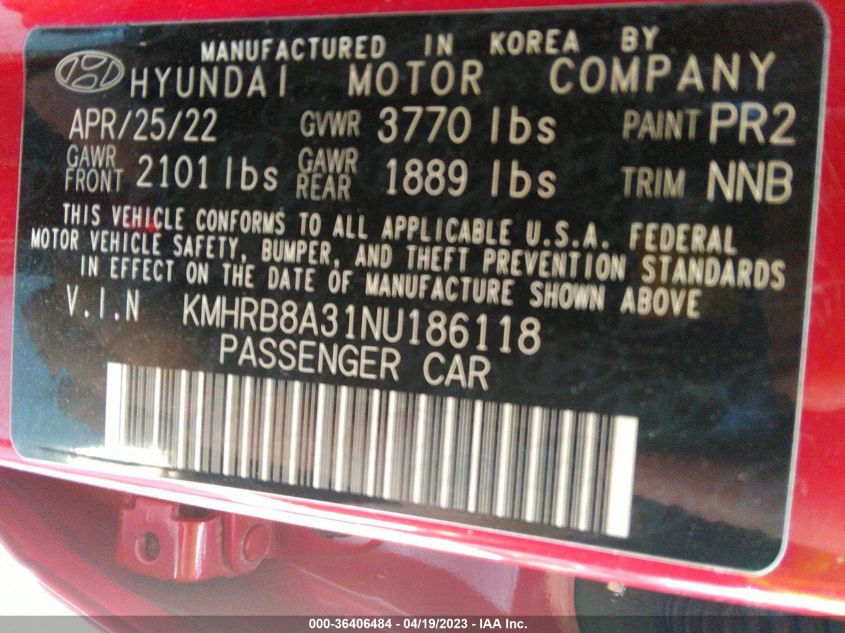 MANUFACTURED IN KOREA BY
HYUNDAI MOTOR COMPANY
APR/25/22 GVWR 3770 lbs PAINT PR2
GAWR FRONT 2101 lbs GAWR REAR 1889 lbs TRIM NNB
THIS VEHICLE CONFORMS TO ALL APPLICABLE U.S.A. FEDERAL
MOTOR VEHICLE SAFETY, BUMPER, AND THEFT PREVENTION STANDARDS
IN EFFECT ON THE DATE OF MANUFACTURE SHOWN ABOVE
V.I.N KMHRB8A31NU186118
PASSENGER CAR
000-36406484 - 04/19/2023 - IAA Inc.